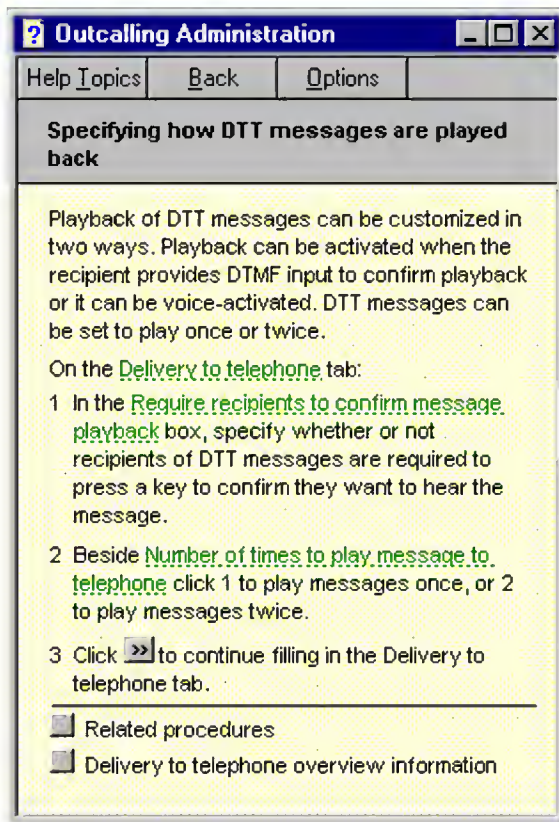 ? Outcalling Administration
Help Topics Back Options
Specifying how DTT messages are played
back
Playback of DTT messages can be customized in
two ways. Playback can be activated when the
recipient provides DTMF input to confirm playback
or it can be voice-activated. DTT messages can
be set to play once or twice.
On the Delivery to telephone tab:
1 In the Require recipients to confirm message
playback box, specify whether or not
recipients of DTT messages are required to
press a key to confirm they want to hear the
message.
2 Beside Number of times to play message to
telephone click 1 to play messages once, or 2
to play messages twice.
3 Click >> to continue filling in the Delivery to
telephone tab.
Related procedures
Delivery to telephone overview information